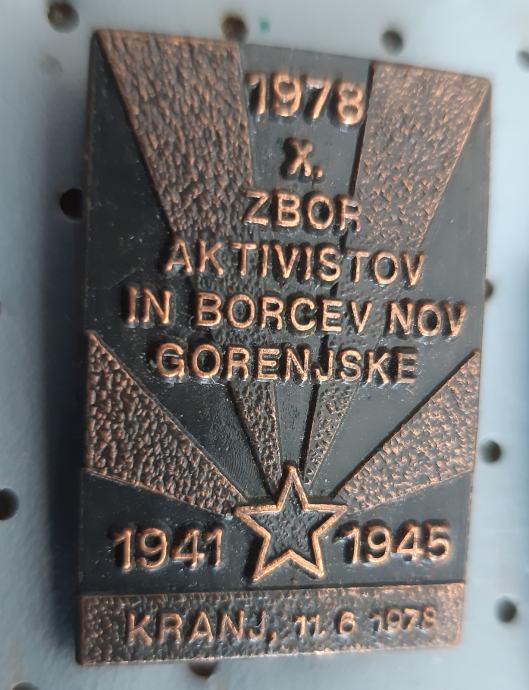 1978
X.
ZBOR
AKTIVISTOV
IN BORCEV NOV
GORENJSKE
1941 1945
KRANJ, 11. 6 1978